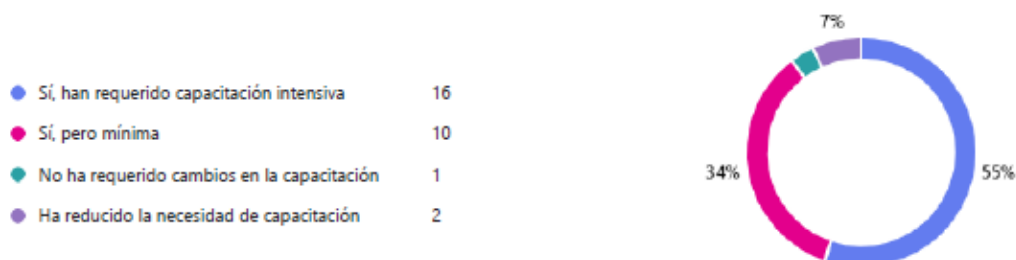 Sí, han requerido capacitación intensiva 16
Sí, pero mínima 10
No ha requerido cambios en la capacitación 1
Ha reducido la necesidad de capacitación 2
7%
34%
55%